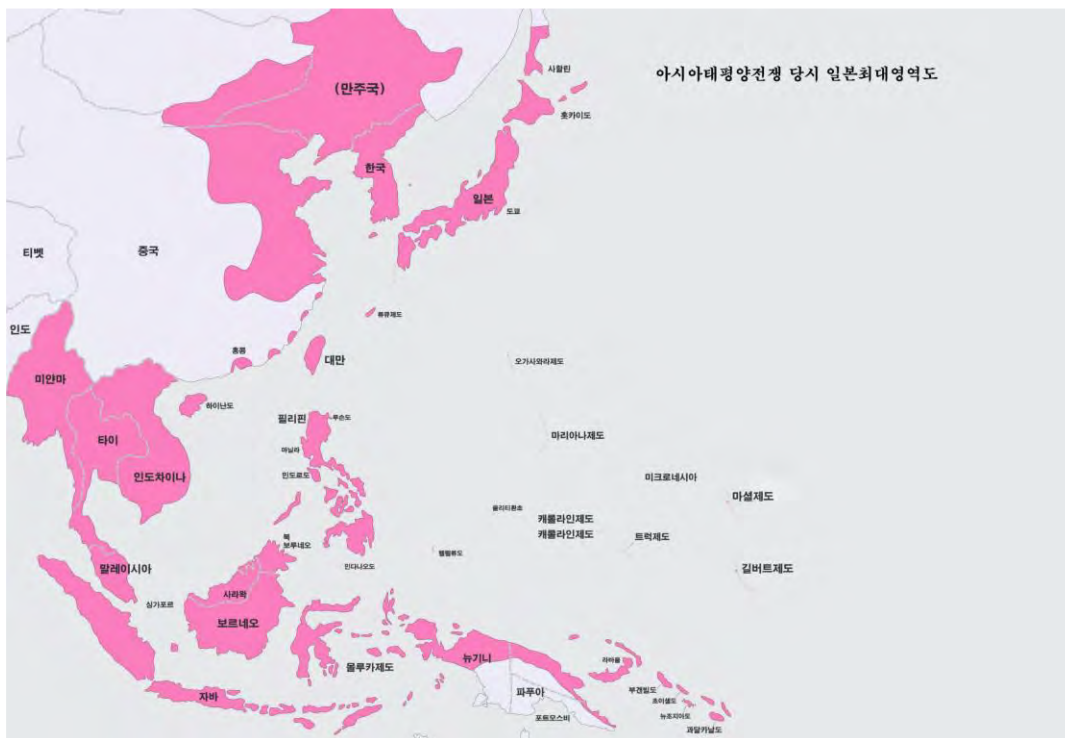 아시아태평양전쟁 당시 일본최대영역도
(만주국)
사할린
홋카이도
한국
일본
도쿄
티벳
중국
류큐제도
인도
홍콩
대만
오가사와라제도
미얀마
하이난도
필리핀
루손도
타이
마닐라
마리아나제도
인도차이나
민도로도
미크로네시아
마셜제도
캐롤라인제도
캐롤라인제도
트럭제도
북
보루네오
말레이시아
민다나오도
길버트제도
사라왁
싱가포르
보르네오
몰루카제도
뉴기니
라바울
자바
파푸아
부갠빌도
포트모스비
과달카날도